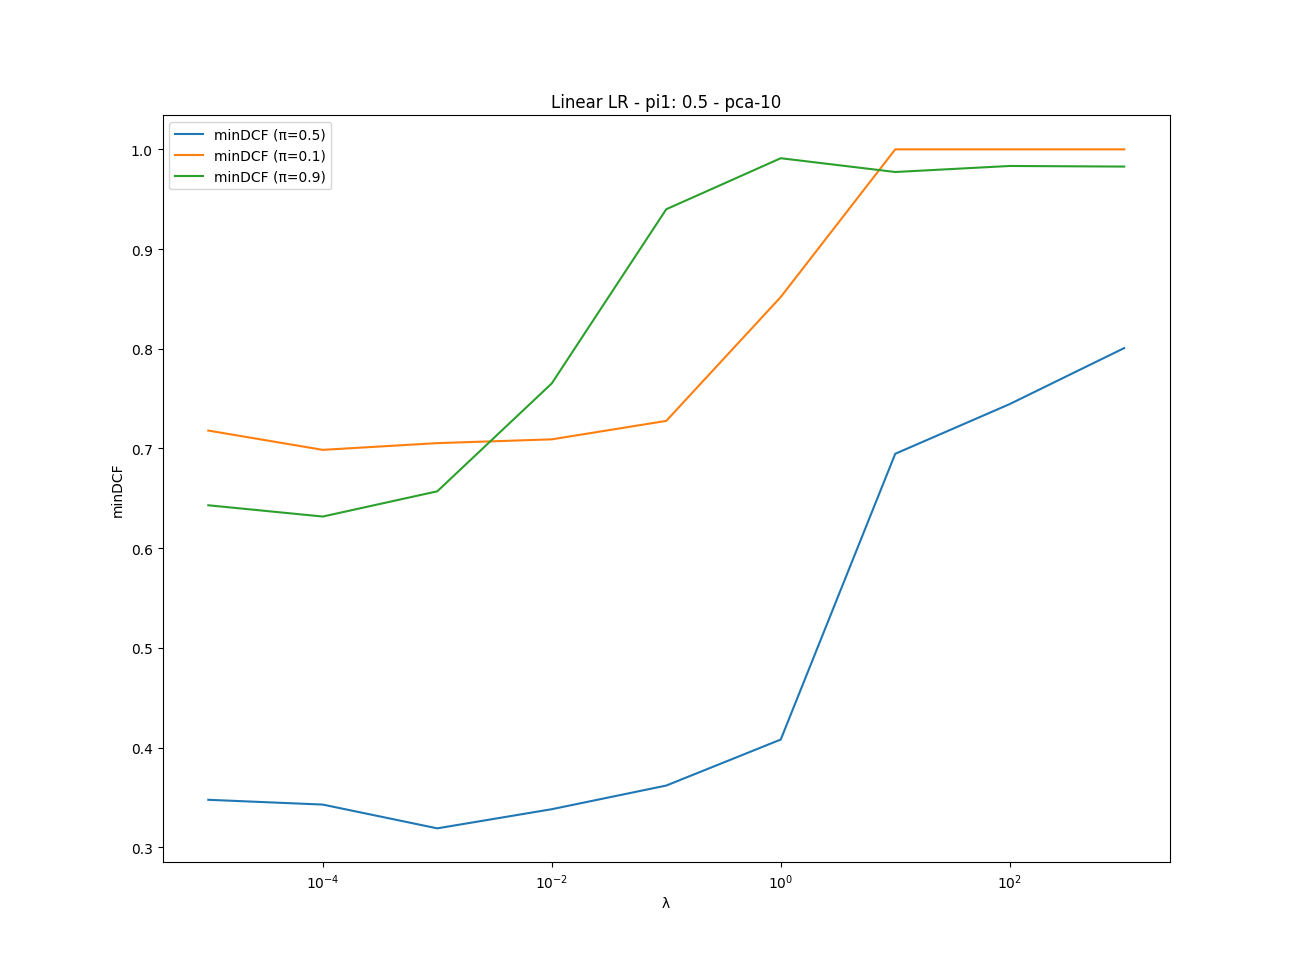 Linear LR - pi1: 0.5 - pca-10
minDCF (π=0.5)
minDCF (π=0.1)
minDCF (π=0.9)
1.0
0.9
0.8
0.7
0.6
0.5
0.4
0.3
minDCF
10⁻⁴
10⁻²
10⁰
10²
λ